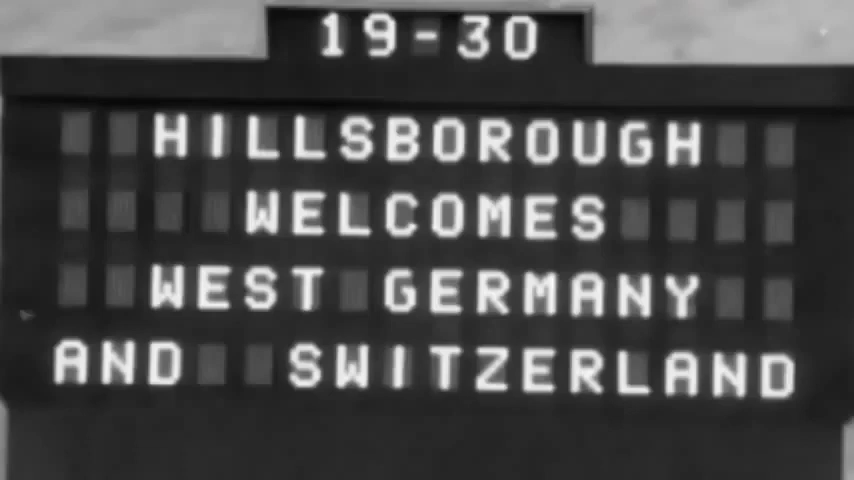 19-30
HILLSBOROUGH
WELCOMES
WEST GERMANY
AND SWITZERLAND